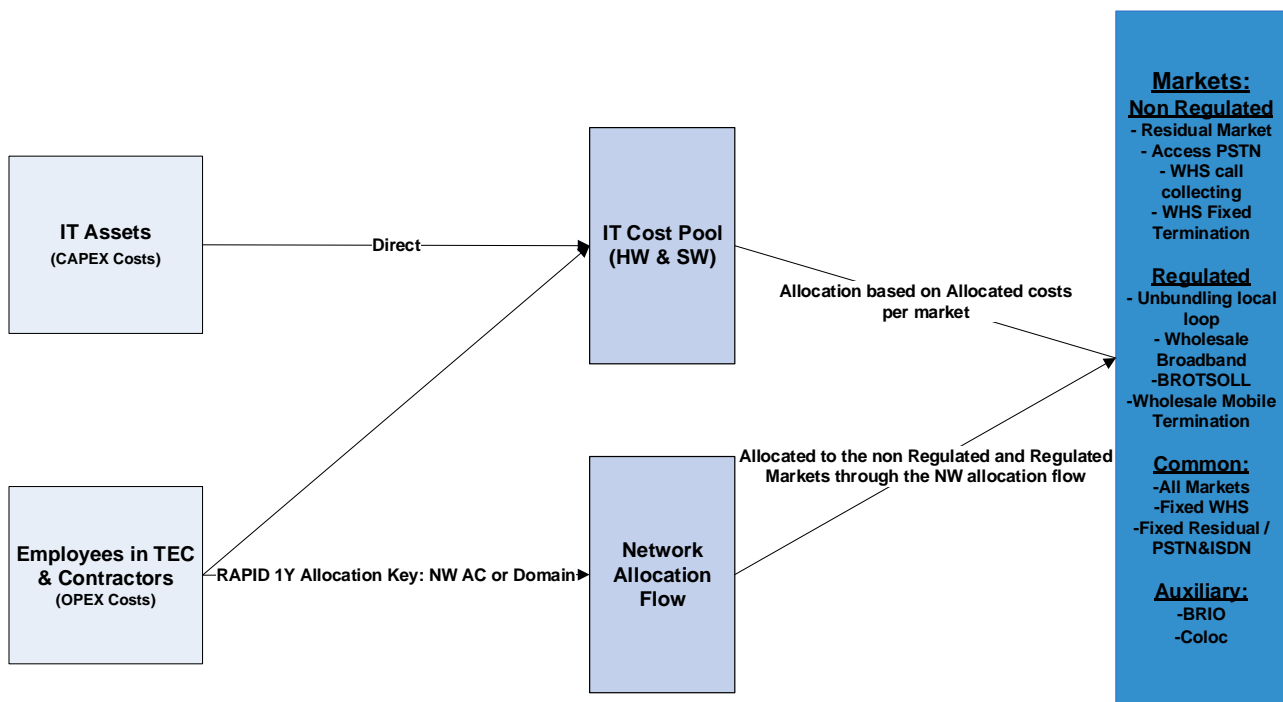 IT Assets
(CAPEX Costs)
Direct
IT Cost Pool
(HW & SW)
Allocation based on Allocated costs
per market
Employees in TEC
& Contractors
(OPEX Costs)
RAPID 1Y Allocation Key: NW AC or Domain
Network
Allocation
Flow
Allocated to the non Regulated and Regulated
Markets through the NW allocation flow
Markets:
Non Regulated
- Residual Market
- Access PSTN
- WHS call
collecting
- WHS Fixed
Termination
Regulated
- Unbundling local
loop
- Wholesale
Broadband
-BROTSOLL
-Wholesale Mobile
Termination
Common:
-All Markets
-Fixed WHS
-Fixed Residual /
PSTN&ISDN
Auxiliary:
-BRIO
-Coloc